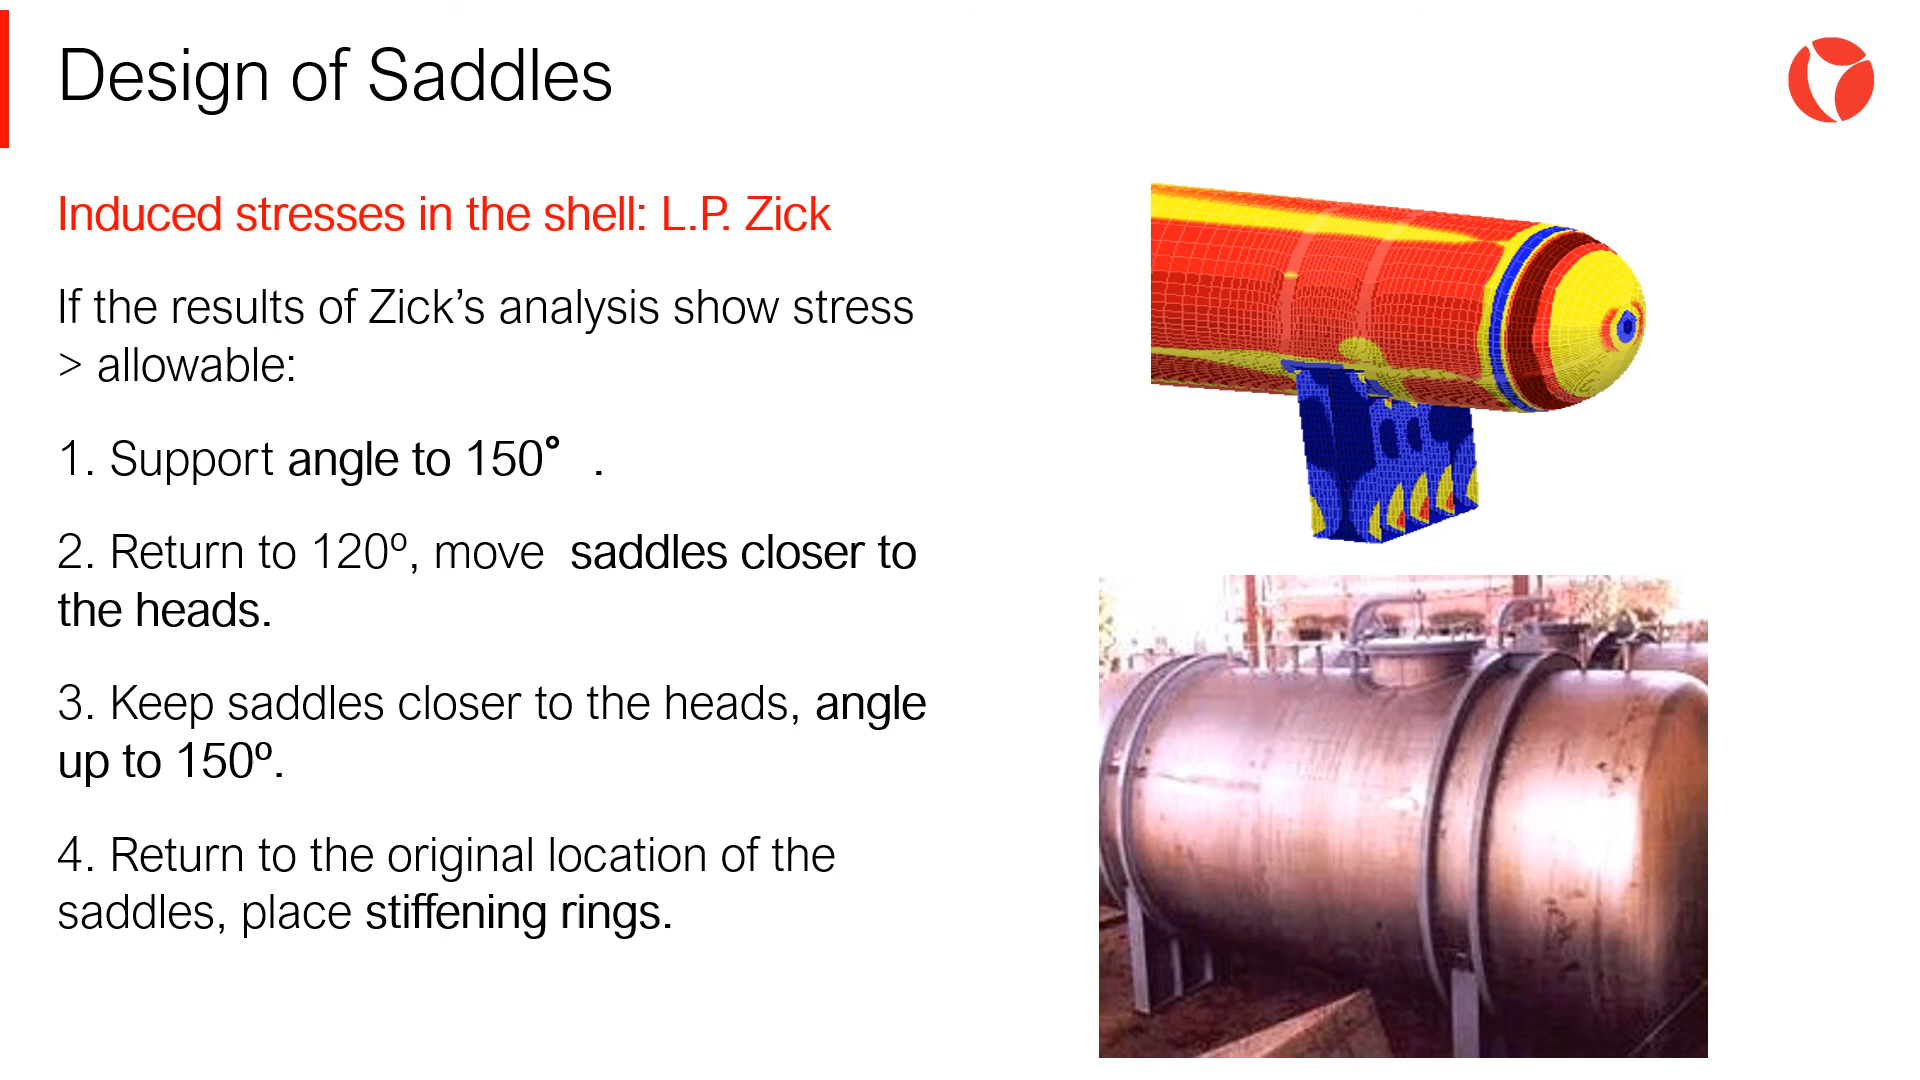 Design of Saddles
Induced stresses in the shell: L.P. Zick
If the results of Zick’s analysis show stress
> allowable:
1. Support angle to 150° .
2. Return to 120º, move  saddles closer to
the heads.
3. Keep saddles closer to the heads, angle
up to 150º.
4. Return to the original location of the
saddles, place stiffening rings.